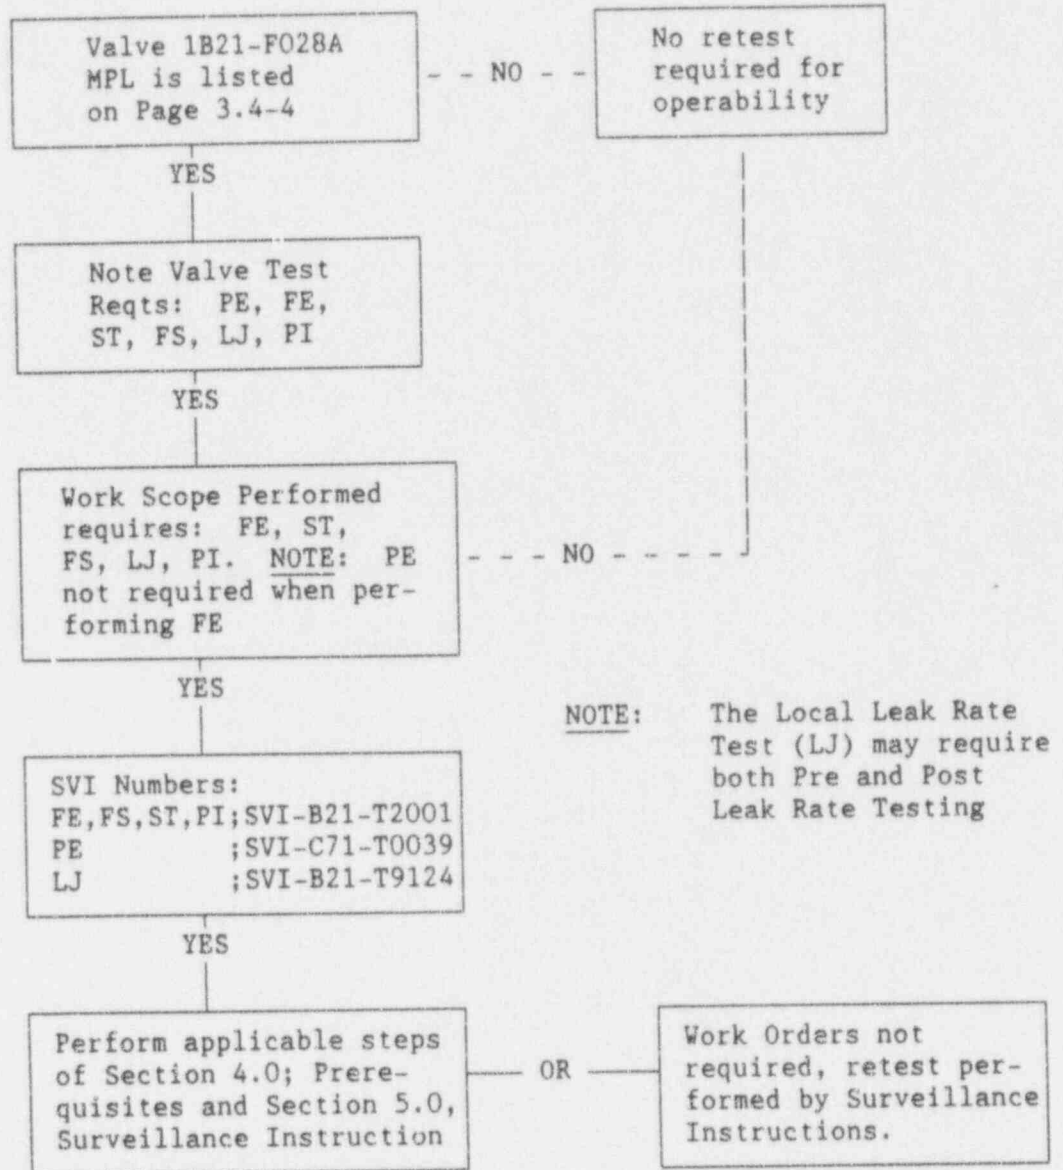 Valve 1B21-F028A
MPL is listed
on Page 3.4-4
- - NO - -
No retest
required for
operability
YES
Note Valve Test
Reqts: PE, FE,
ST, FS, LJ, PI
YES
Work Scope Performed
requires: FE, ST,
FS, LJ, PI. NOTE: PE
not required when per-
forming FE
- - - - NO - - - -
YES
NOTE: The Local Leak Rate
Test (LJ) may require
both Pre and Post
Leak Rate Testing
SVI Numbers:
FE,FS,ST,PI;SVI-B21-T2001
PE ;SVI-C71-T0039
LJ ;SVI-B21-T9124
YES
Perform applicable steps
of Section 4.0; Prere-
quisites and Section 5.0,
Surveillance Instruction
OR
Work Orders not
required, retest per-
formed by Surveillance
Instructions.